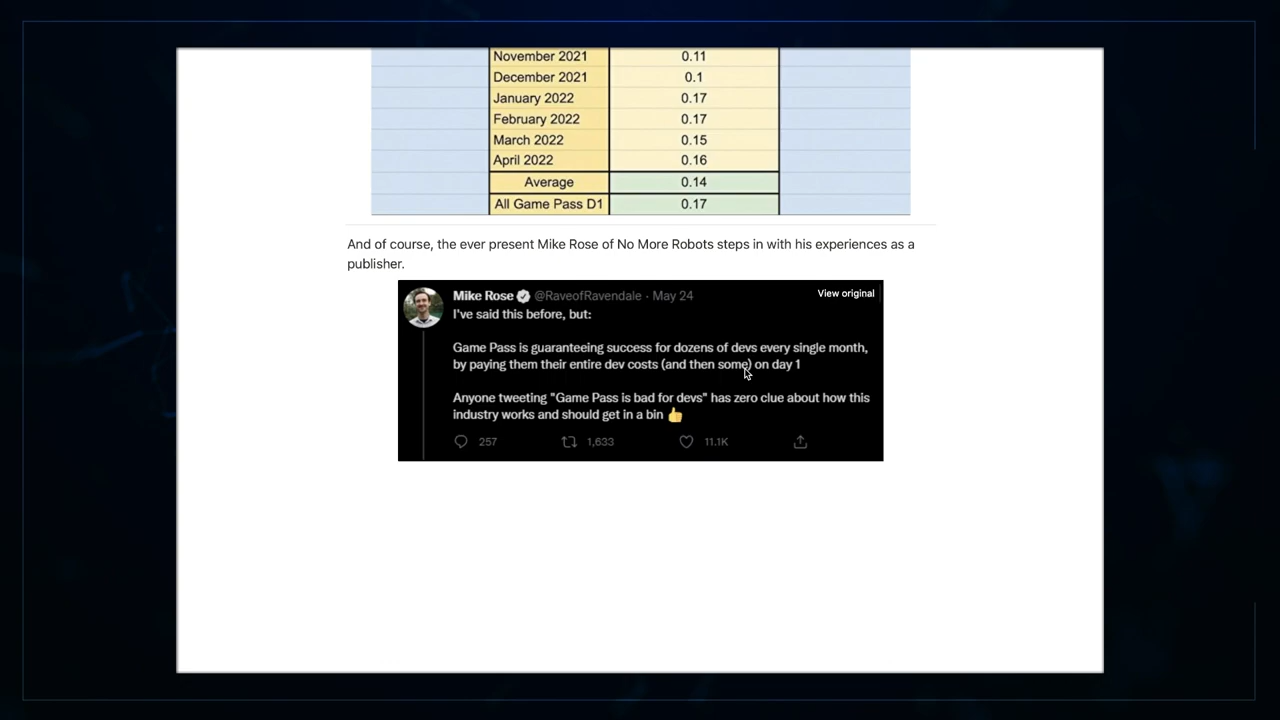 November 2021 0.11
December 2021 0.1
January 2022 0.17
February 2022 0.17
March 2022 0.15
April 2022 0.16
Average 0.14
All Game Pass D1 0.17
And of course, the ever present Mike Rose of No More Robots steps in with his experiences as a
publisher.
Mike Rose @RaveofRavendale · May 24 View original
I've said this before, but:
Game Pass is guaranteeing success for dozens of devs every single month,
by paying them their entire dev costs (and then some) on day 1
Anyone tweeting "Game Pass is bad for devs" has zero clue about how this
industry works and should get in a bin 👍
257 1,633 11.1K